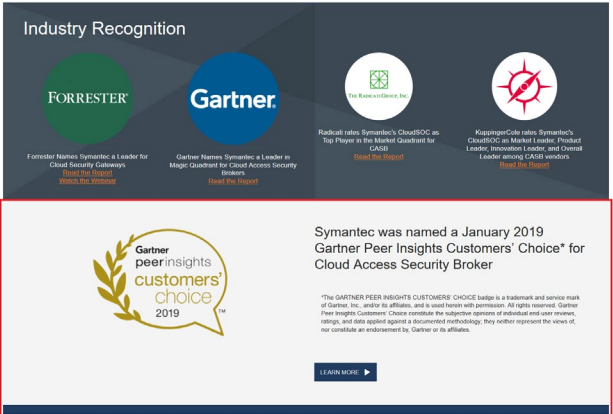 Industry Recognition
FORRESTER®
Gartner.
THE RADICATI GROUP, INC.
Forrester Names Symantec a Leader for
Cloud Security Gateways
Read the Report
Watch the Webinar
Gartner Names Symantec a Leader in
Magic Quadrant for Cloud Access Security
Brokers
Read the Report
Radicati rates Symantec's CloudSOC as
Top Player in the Market Quadrant for
CASB
Read the Report
KuppingerCole rates Symantec's
CloudSOC as Market Leader, Product
Leader, Innovation Leader, and Overall
Leader among CASB vendors
Read the Report
Gartner
peerinsights
customers'
choice
2019
TM
Symantec was named a January 2019
Gartner Peer Insights Customers' Choice* for
Cloud Access Security Broker
*The GARTNER PEER INSIGHTS CUSTOMERS' CHOICE badge is a trademark and service mark
of Gartner, Inc., and/or its affiliates, and is used herein with permission. All rights reserved. Gartner
Peer Insights Customers' Choice constitute the subjective opinions of individual end-user reviews,
ratings, and data applied against a documented methodology; they neither represent the views of,
nor constitute an endorsement by, Gartner or its affiliates.
LEARN MORE